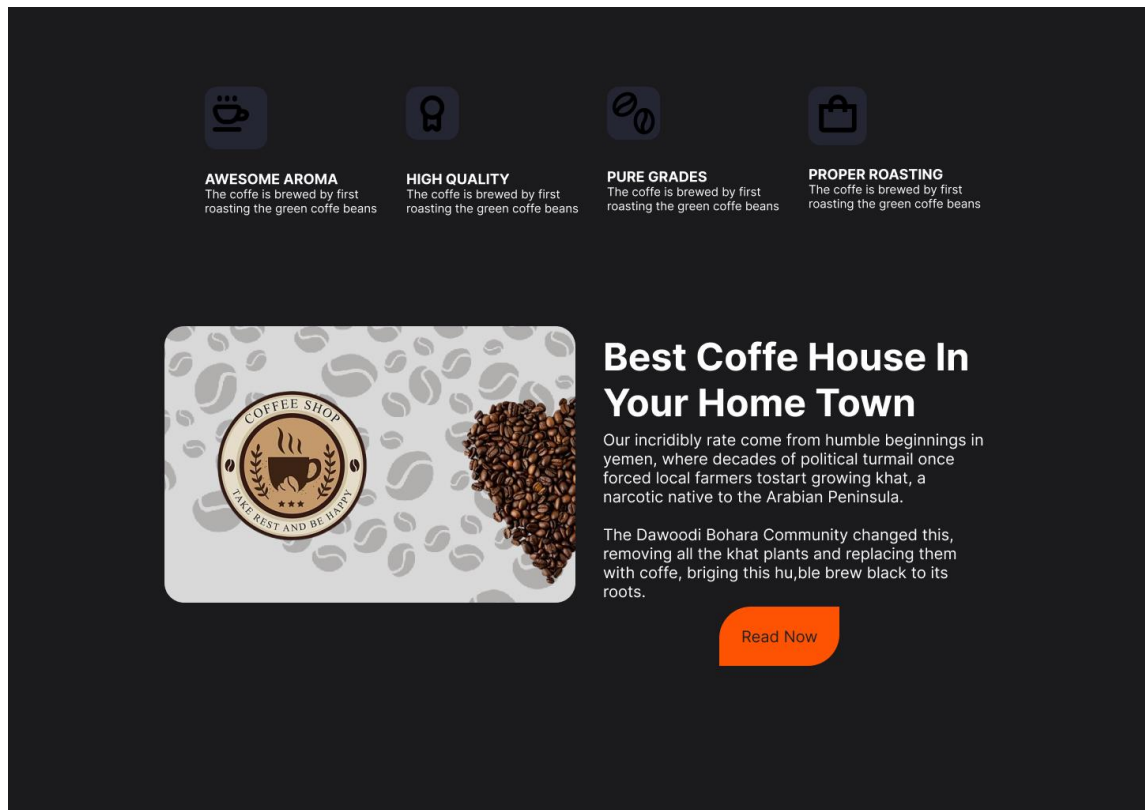 AWESOME AROMA
The coffe is brewed by first
roasting the green coffe beans
HIGH QUALITY
The coffe is brewed by first
roasting the green coffe beans
PURE GRADES
The coffe is brewed by first
roasting the green coffe beans
PROPER ROASTING
The coffe is brewed by first
roasting the green coffe beans
COFFEE SHOP
TAKE REST AND BE HAPPY
Best Coffe House In
Your Home Town
Our incridibly rate come from humble beginnings in
yemen, where decades of political turmail once
forced local farmers tostart growing khat, a
narcotic native to the Arabian Peninsula.
The Dawoodi Bohara Community changed this,
removing all the khat plants and replacing them
with coffe, briging this hu,ble brew black to its
roots.
Read Now